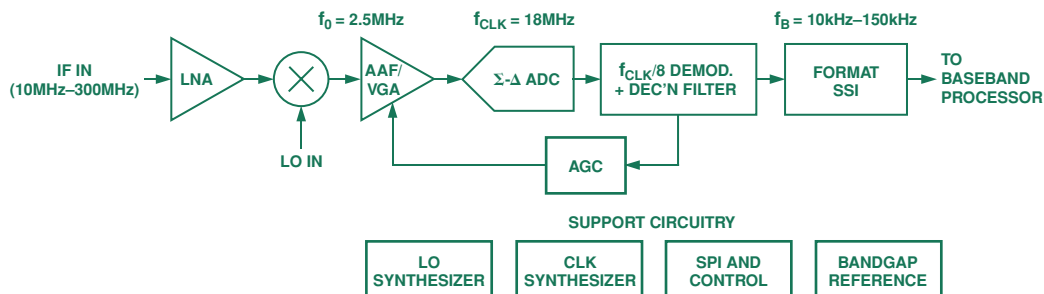 f0 = 2.5MHz
fCLK = 18MHz
fB = 10kHz–150kHz
IF IN
(10MHz–300MHz)
LNA
AAF/
VGA
Σ-Δ ADC
fCLK/8 DEMOD.
+ DEC'N FILTER
FORMAT
SSI
TO
BASEBAND
PROCESSOR
LO IN
AGC
SUPPORT CIRCUITRY
LO
SYNTHESIZER
CLK
SYNTHESIZER
SPI AND
CONTROL
BANDGAP
REFERENCE